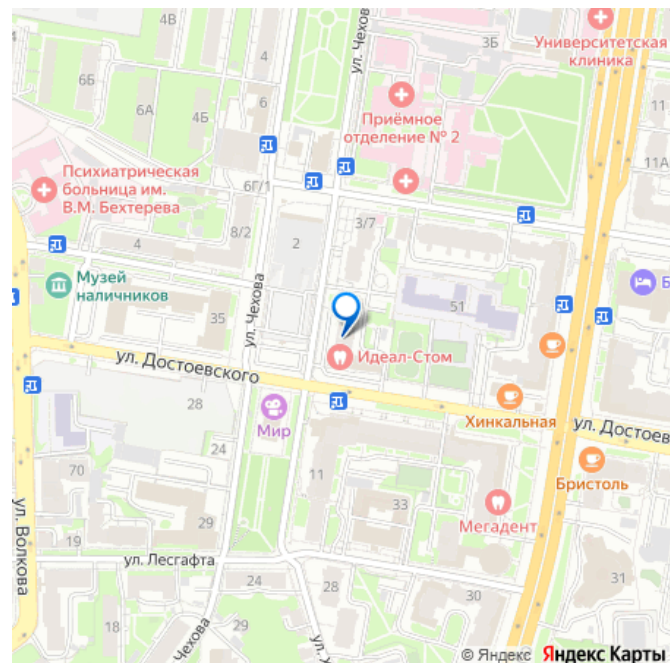 4В
3
4
ул. Чехова
3Б
Университетская
клиника
6Б
6А
4Б
6
Приёмное
отделение № 2
11
11А
Психиатрическая
больница им.
В.М. Бехтерева
6Г/1
3/7
8/2
2
4
Музей
наличников
35
ул. Чехова
51
Б
Идеал-Стом
ул. Достоевского
28
Мир
Хинкальная
ул. Достоев
24
11
Бристоль
70
33
29
Мегадент
19
ул. Волкова
ул. Лесгафта
24
28
30
31
29
Чехова
ул. У
© Яндекс Яндекс Карты